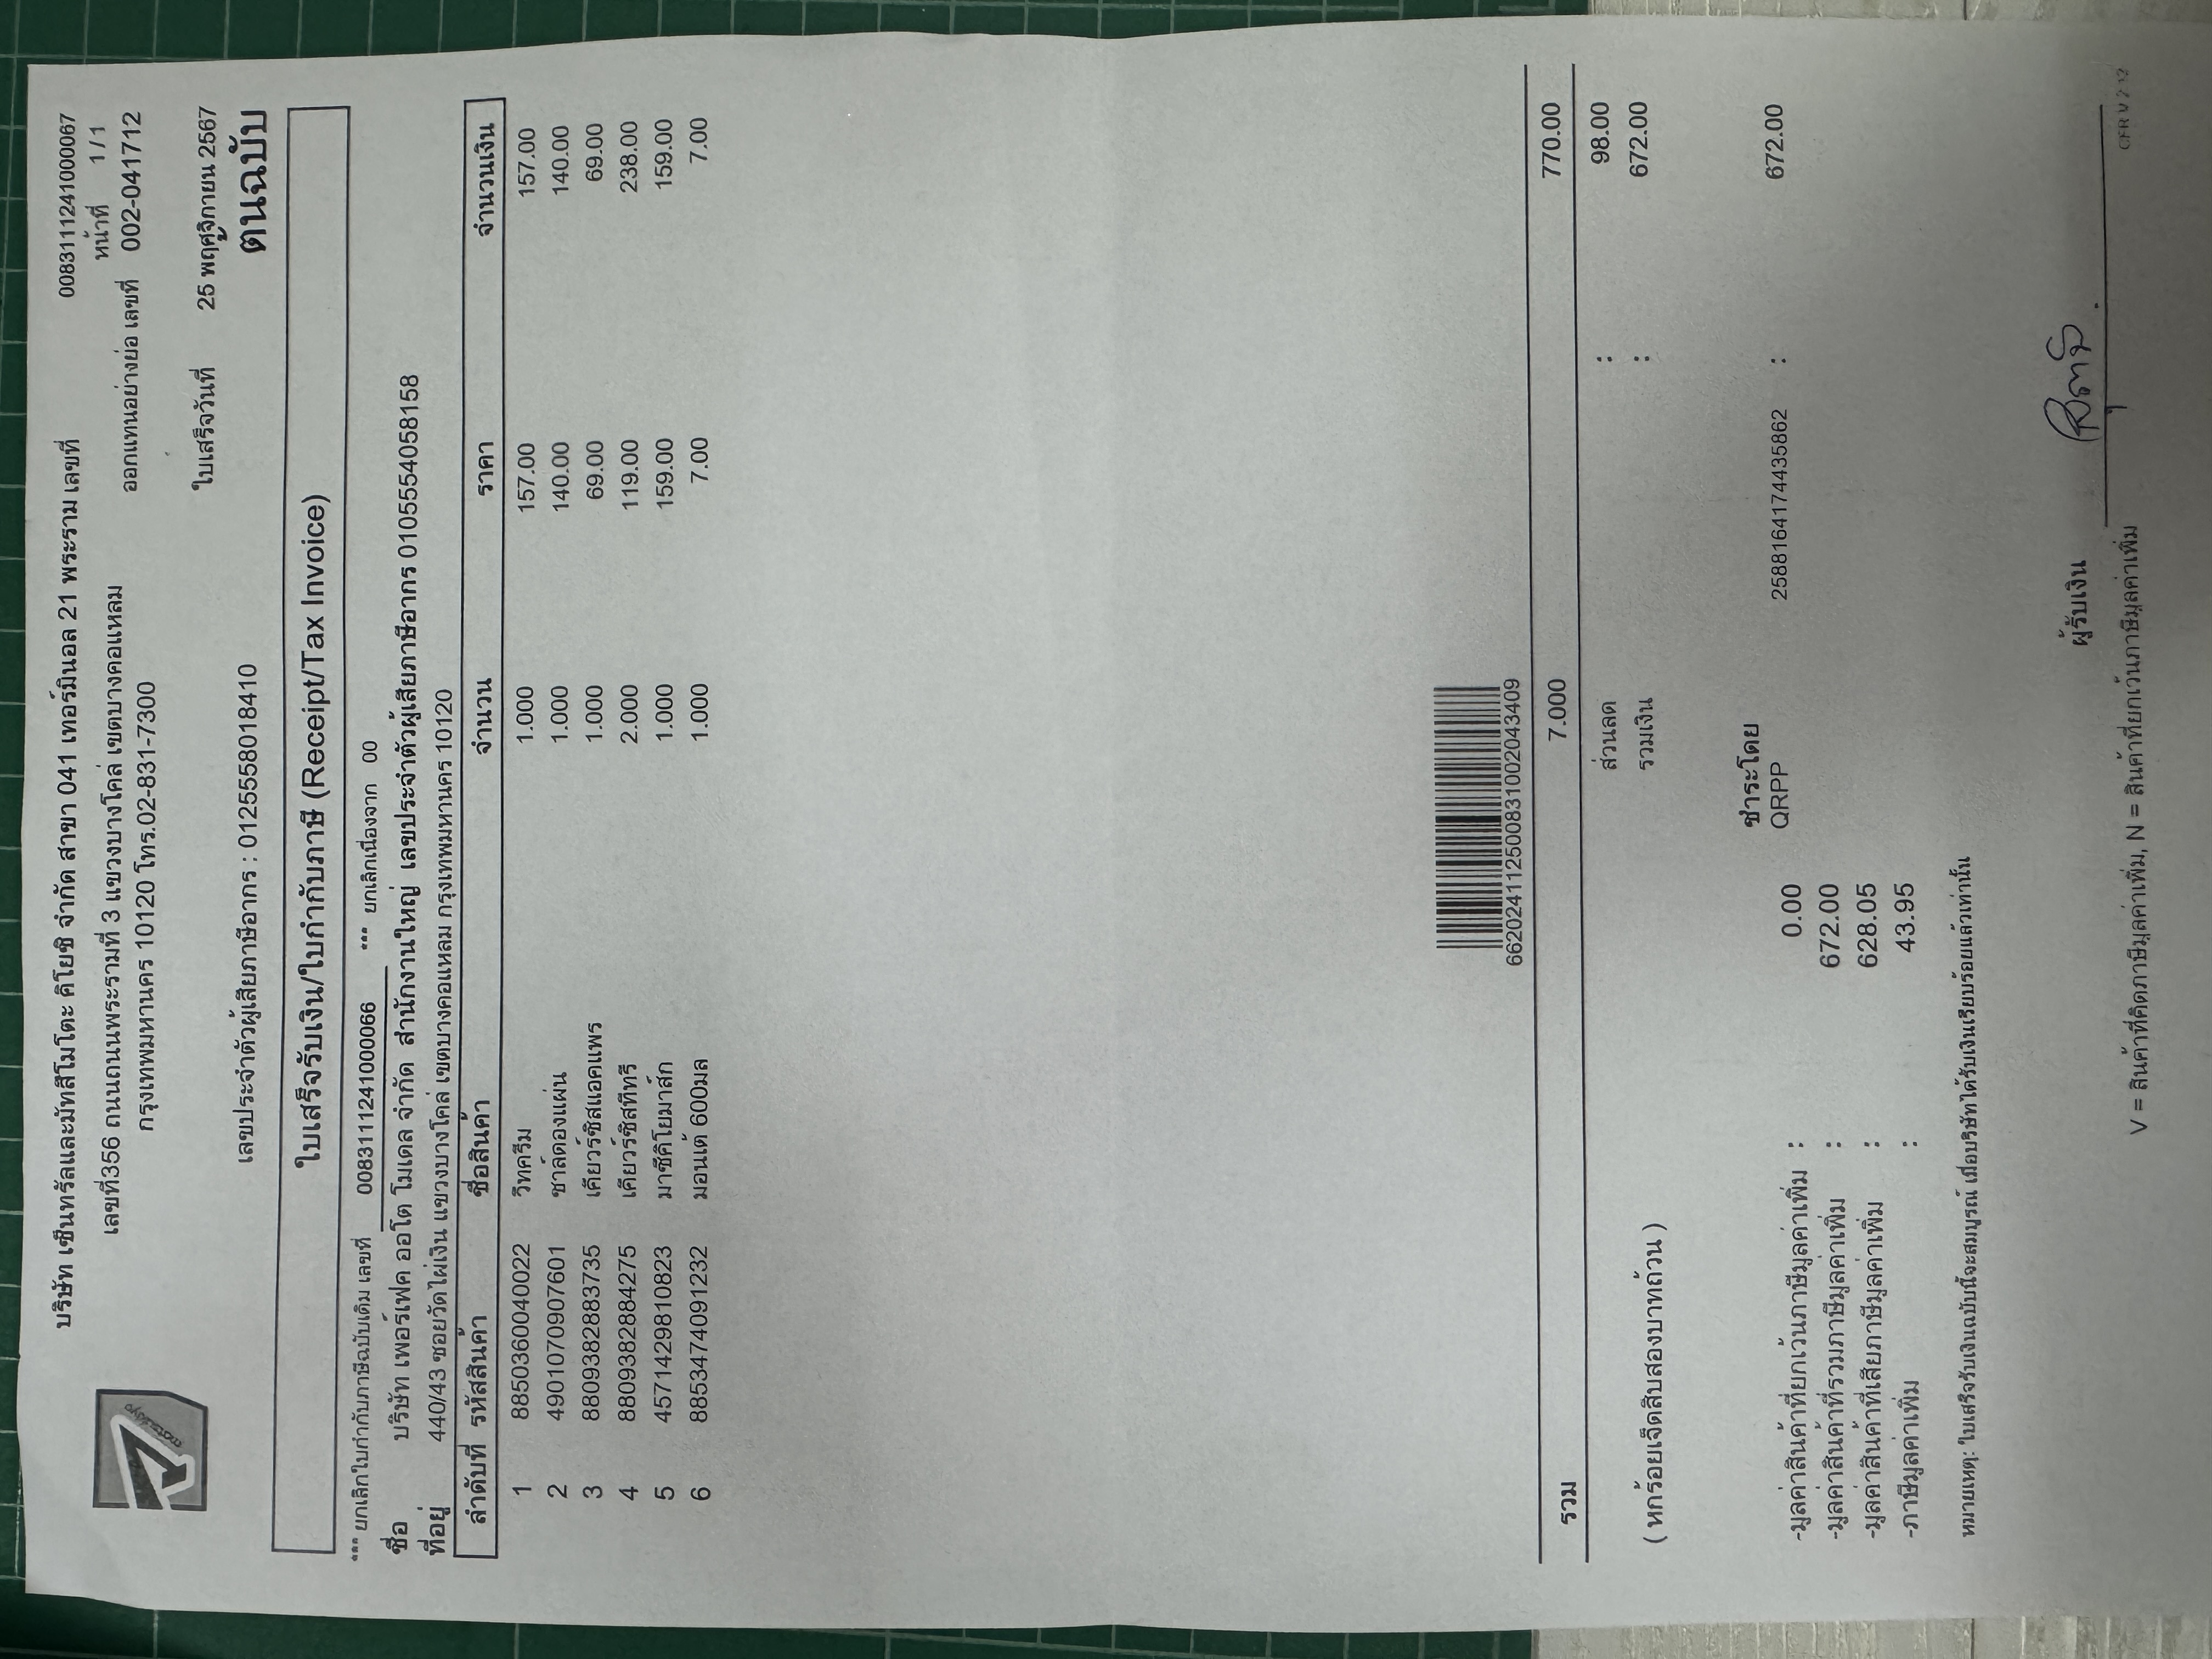 บริษัท เซ็นทรัลและมัทสึโมโตะ คิโยชิ จำกัด สาขา 041 เทอร์มินอล 21 พระราม เลขที่ 0083111241000067
หน้าที่ 1 / 1
เลขที่356 ถนนถนนพระรามที่ 3 แขวงบางโคล่ เขตบางคอแหลม
ออกแทนอย่างย่อ เลขที่ 002-041712
กรุงเทพมหานคร 10120 โทร.02-831-7300
ใบเสร็จวันที่ 25 พฤศจิกายน 2567
เลขประจำตัวผู้เสียภาษีอากร : 0125558018410
ต้นฉบับ
ใบเสร็จรับเงิน/ใบกำกับภาษี (Receipt/Tax Invoice)
*** ยกเลิกใบกำกับภาษีฉบับเดิม เลขที่ 0083111241000066 *** ยกเลิกเนื่องจาก 00
ชื่อ บริษัท เพอร์เฟค ออโต โมเดล จำกัด สำนักงานใหญ่ เลขประจำตัวผู้เสียภาษีอากร 0105554058158
ที่อยู่ 440/43 ซอยวัดไผ่เงิน แขวงบางโคล่ เขตบางคอแหลม กรุงเทพมหานคร 10120
ลำดับที่ รหัสสินค้า ชื่อสินค้า จำนวน ราคา จำนวนเงิน
1 8850360040022 วิทครีม 1.000 157.00 157.00
2 4901070907601 ชาล์ดองแผ่น 1.000 140.00 140.00
3 8809382883735 เคียวร์ซิสแอคแพร 1.000 69.00 69.00
4 8809382884275 เคียวร์ซิสทีทรี 2.000 119.00 238.00
5 4571429810823 มาซึคิโยมาส์ก 1.000 159.00 159.00
6 8853474091232 มอนเต้ 600มล 1.000 7.00 7.00
662024112500831002043409
รวม 7.000 770.00
ส่วนลด : 98.00
( หกร้อยเจ็ดสิบสองบาทถ้วน ) รวมเงิน : 672.00
ชำระโดย
QRPP 2588164174435862 : 672.00
-มูลค่าสินค้าที่ยกเว้นภาษีมูลค่าเพิ่ม : 0.00
-มูลค่าสินค้าที่รวมภาษีมูลค่าเพิ่ม : 672.00
-มูลค่าสินค้าที่เสียภาษีมูลค่าเพิ่ม : 628.05
-ภาษีมูลค่าเพิ่ม : 43.95
หมายเหตุ: ใบเสร็จรับเงินฉบับนี้จะสมบูรณ์ เมื่อบริษัทได้รับเงินเรียบร้อยแล้วเท่านั้น
ผู้รับเงิน
V = สินค้าที่คิดภาษีมูลค่าเพิ่ม, N = สินค้าที่ยกเว้นภาษีมูลค่าเพิ่ม